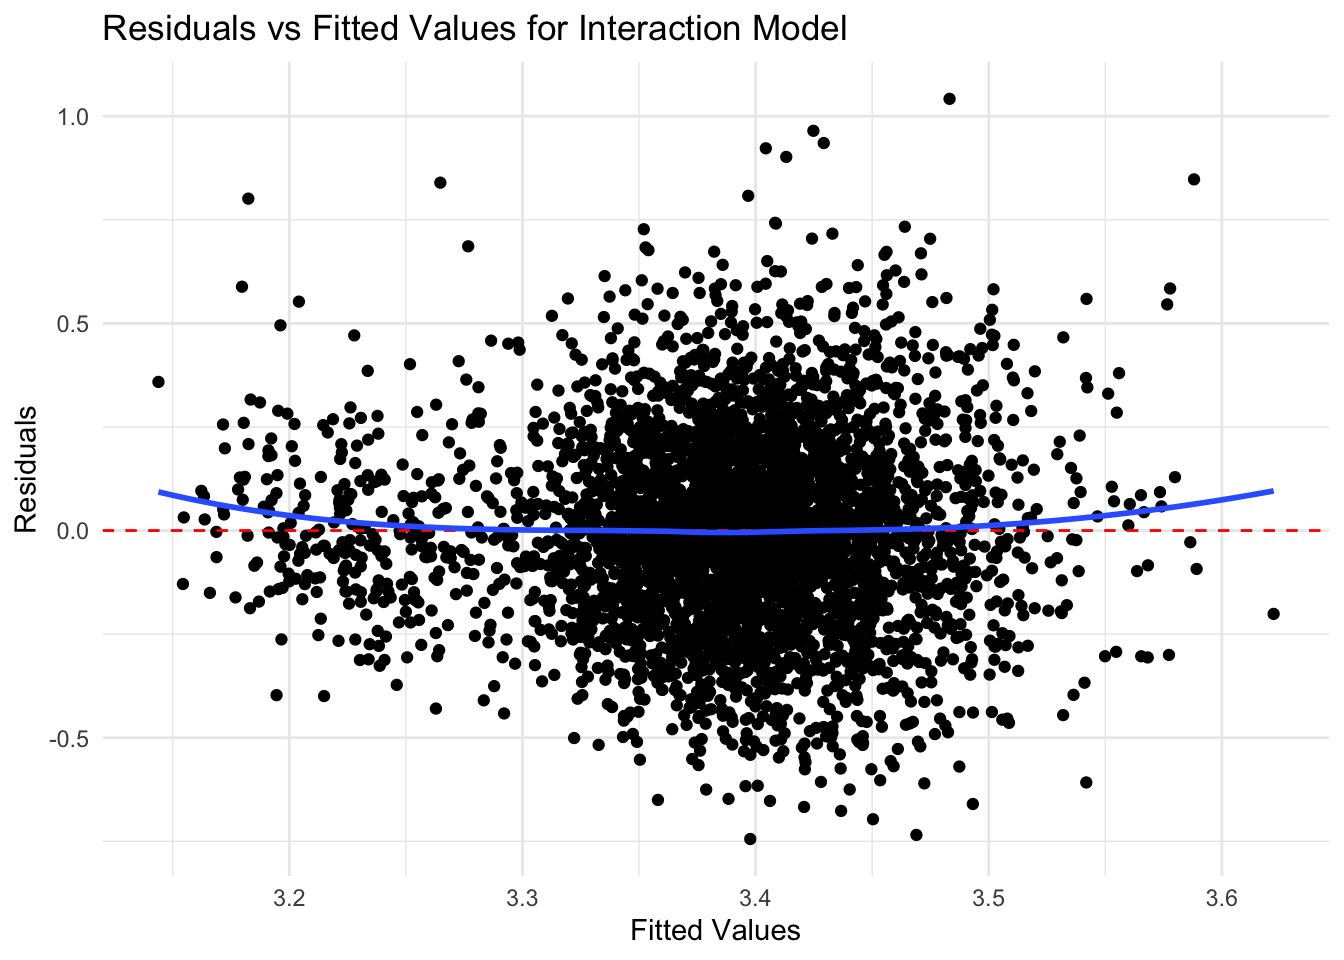 Residuals vs Fitted Values for Interaction Model
1.0
0.5
0.0
-0.5
Residuals
3.2 3.3 3.4 3.5 3.6
Fitted Values